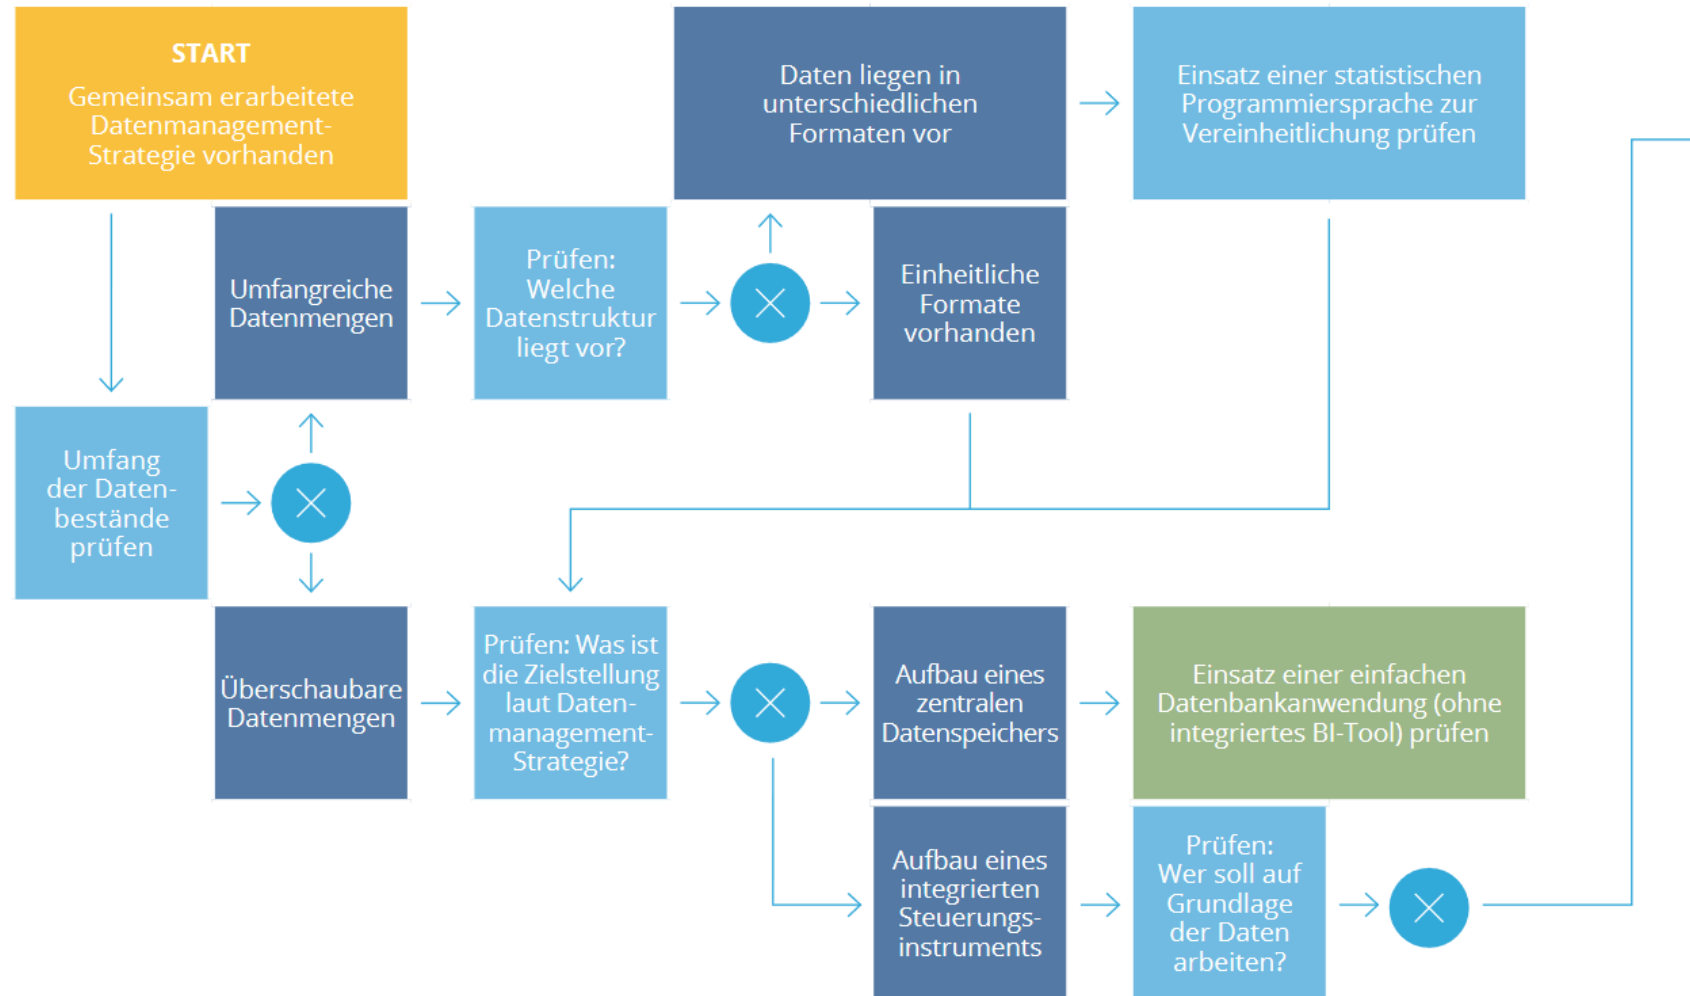 START
Gemeinsam erarbeitete
Datenmanagement-
Strategie vorhanden
Daten liegen in
unterschiedlichen
Formaten vor
Einsatz einer statistischen
Programmiersprache zur
Vereinheitlichung prüfen
Umfangreiche
Datenmengen
Prüfen:
Welche
Datenstruktur
liegt vor?
Einheitliche
Formate
vorhanden
Umfang
der Daten-
bestände
prüfen
Überschaubare
Datenmengen
Prüfen: Was ist
die Zielstellung
laut Daten-
management-
Strategie?
Aufbau eines
zentralen
Datenspeichers
Einsatz einer einfachen
Datenbankanwendung (ohne
integriertes BI-Tool) prüfen
Aufbau eines
integrierten
Steuerungs-
instruments
Prüfen:
Wer soll auf
Grundlage
der Daten
arbeiten?